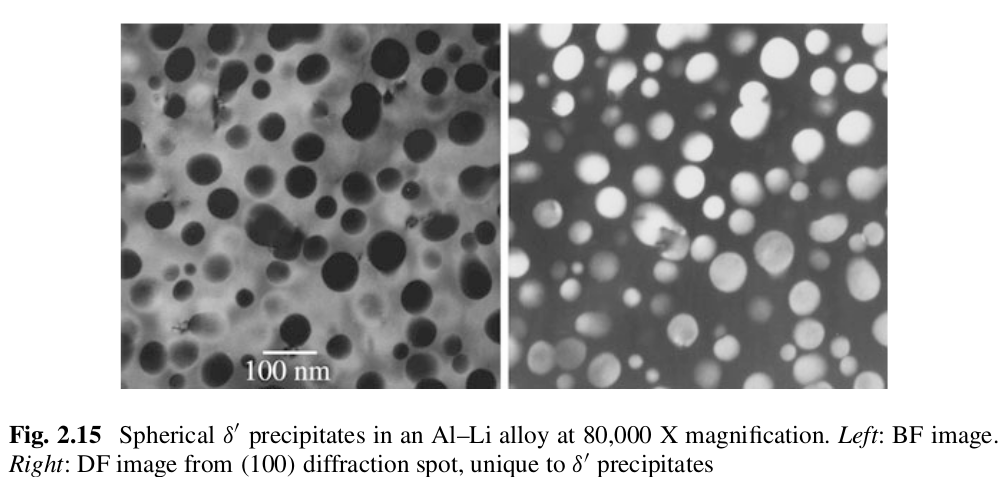 100 nm
Fig. 2.15 Spherical δ′ precipitates in an Al–Li alloy at 80,000 X magnification. Left: BF image.
Right: DF image from (100) diffraction spot, unique to δ′ precipitates